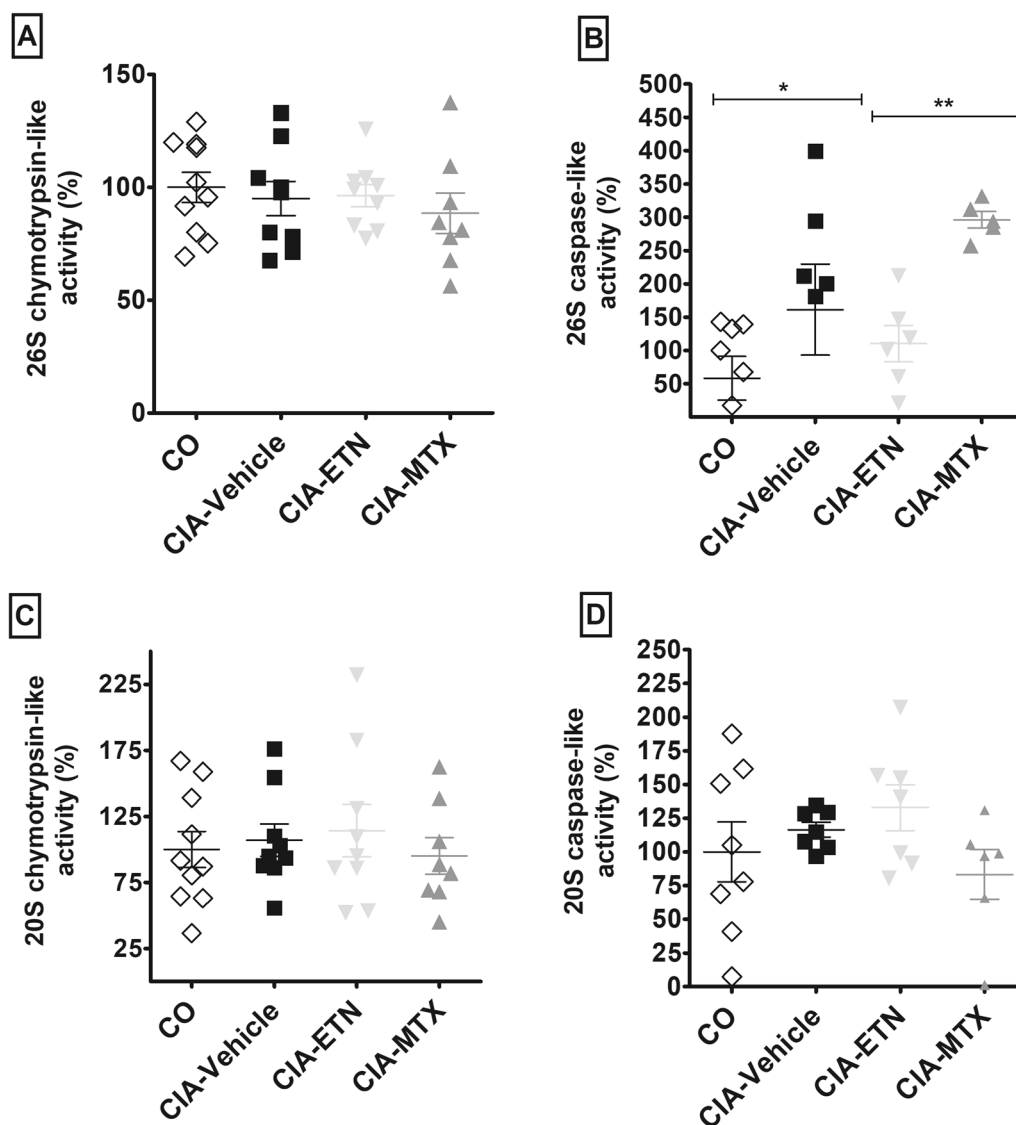 A
26S chymotrypsin-like
activity (%)
150
100
50
0
CO
CIA-Vehicle
CIA-ETN
CIA-MTX
B
26S caspase-like
activity (%)
500
450
400
350
300
250
200
150
100
50
*
**
CO
CIA-Vehicle
CIA-ETN
CIA-MTX
C
20S chymotrypsin-like
activity (%)
225
175
125
75
25
CO
CIA-Vehicle
CIA-ETN
CIA-MTX
D
20S caspase-like
activity (%)
250
225
200
175
150
125
100
75
50
25
0
CO
CIA-Vehicle
CIA-ETN
CIA-MTX